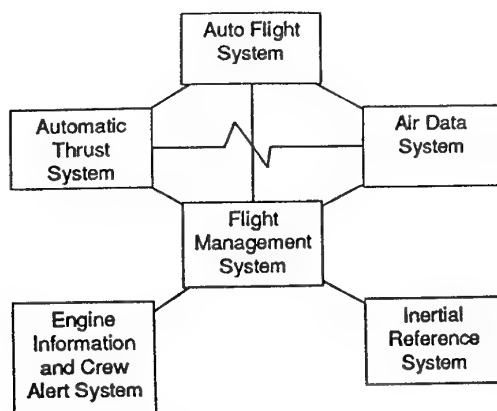 Auto Flight
System
Automatic
Thrust
System
Air Data
System
Flight
Management
System
Engine
Information
and Crew
Alert System
Inertial
Reference
System